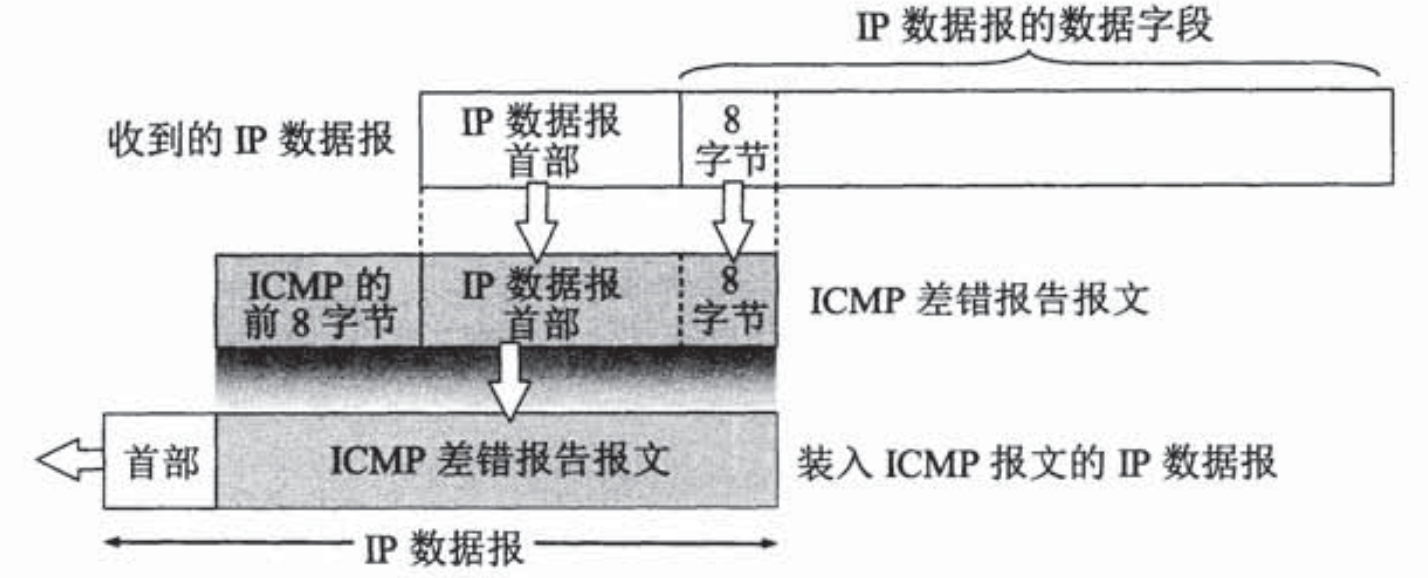 IP 数据报的数据字段
收到的 IP 数据报
IP 数据报
首部
8
字节
ICMP 的
前 8 字节
IP 数据报
首部
8
字节
ICMP 差错报告报文
首部
ICMP 差错报告报文
装入 ICMP 报文的 IP 数据报
IP 数据报